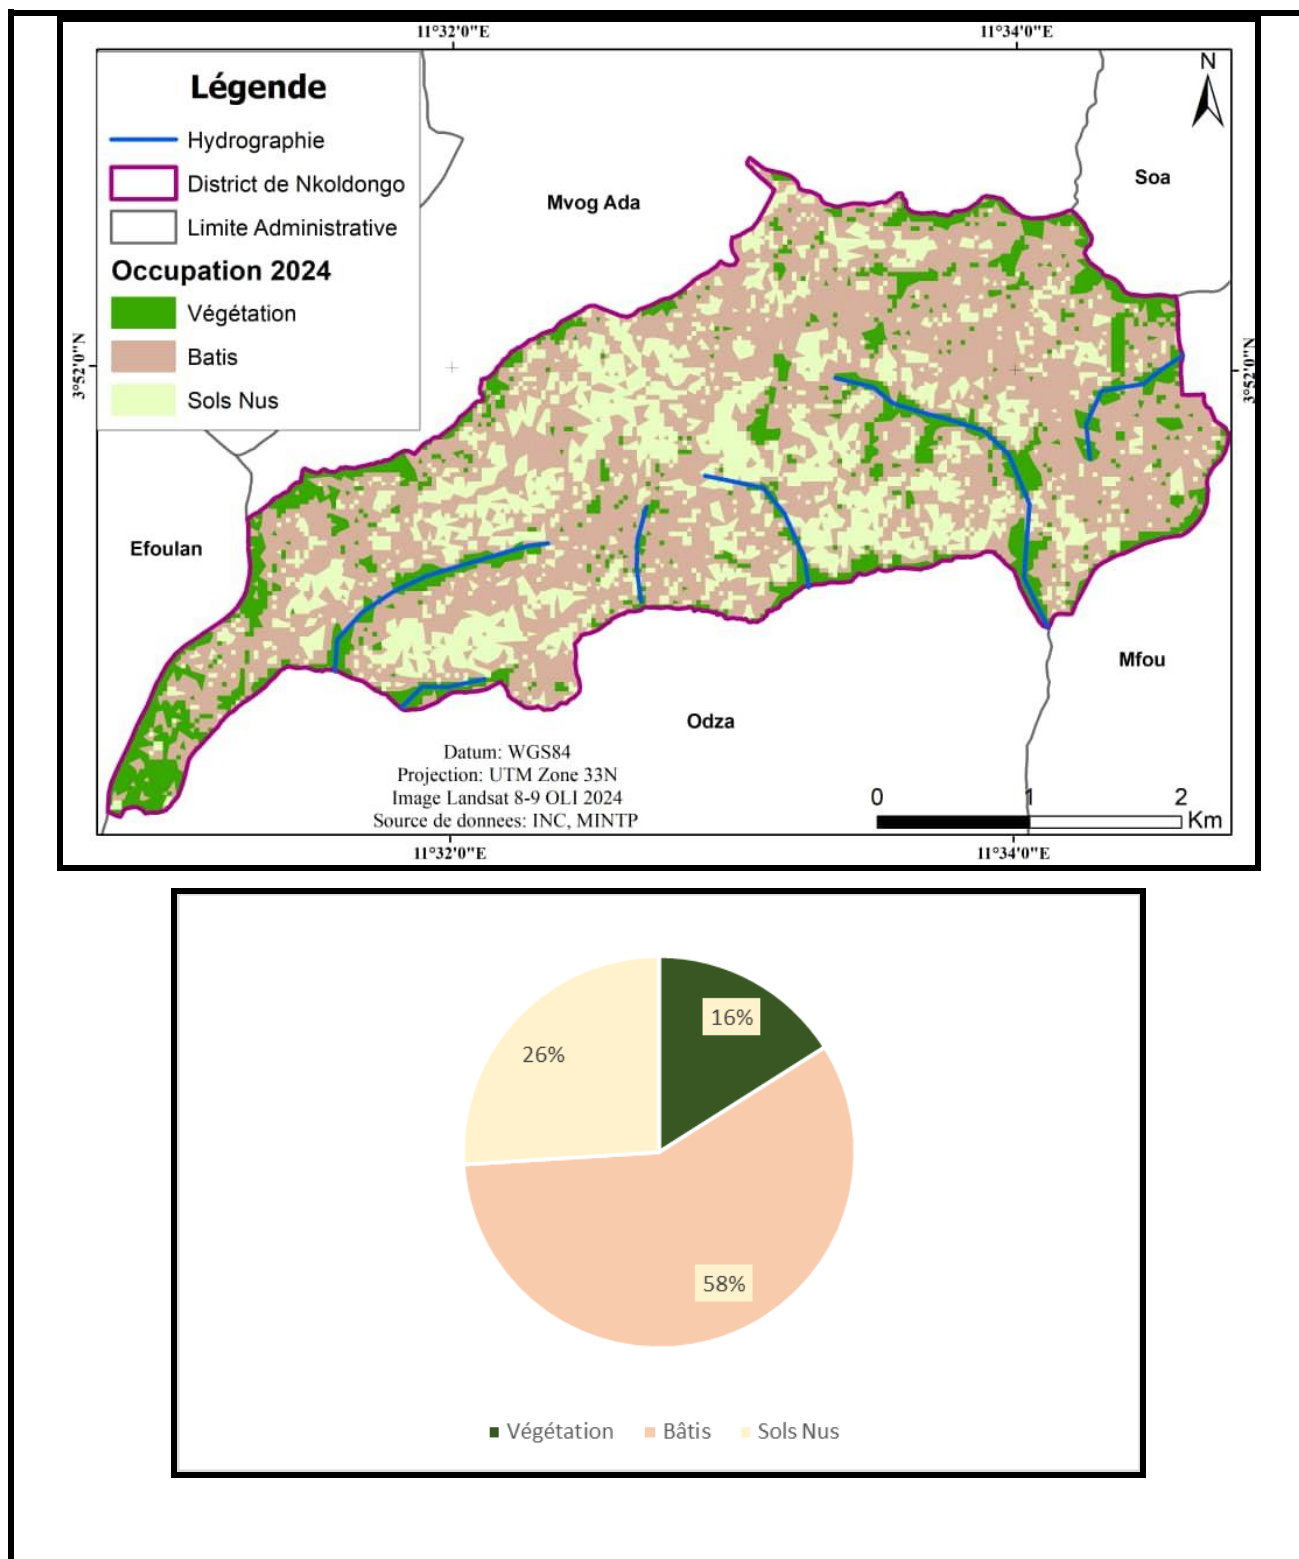 11°32'0"E
11°34'0"E
Légende
Hydrographie
District de Nkoldongo
Limite Administrative
Occupation 2024
Végétation
Batis
Sols Nus
N
Soa
Mvog Ada
3°52'0"N
3°52'0"N
Efoulan
Mfou
Odza
Datum: WGS84
Projection: UTM Zone 33N
Image Landsat 8-9 OLI 2024
Source de donnees: INC, MINTP
0 1 2
Km
11°32'0"E
11°34'0"E
16%
26%
58%
Végétation Bâtis Sols Nus